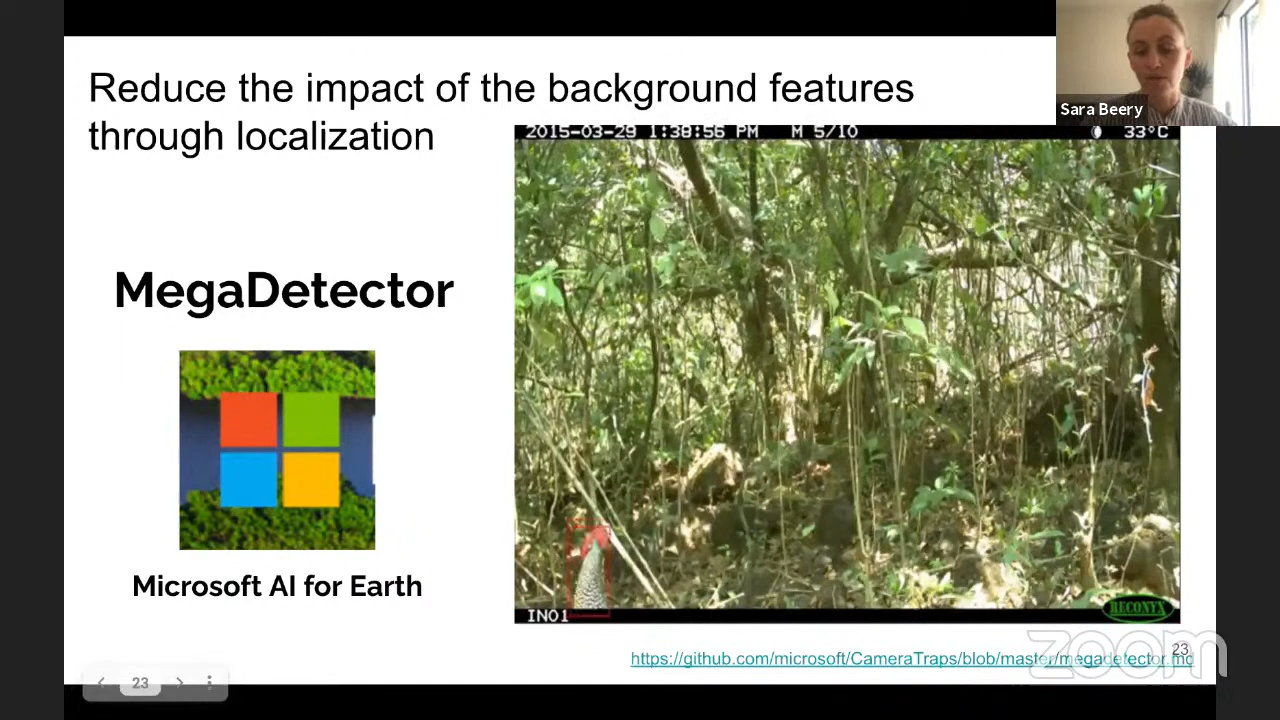 Reduce the impact of the background features
through localization
Sara Beery
2015-03-29 1:38:56 PM M 5/10 33°C
MegaDetector
Microsoft AI for Earth
IN01
RECONYX
https://github.com/microsoft/CameraTraps/blob/master/megadetector.md
23
zoom
23